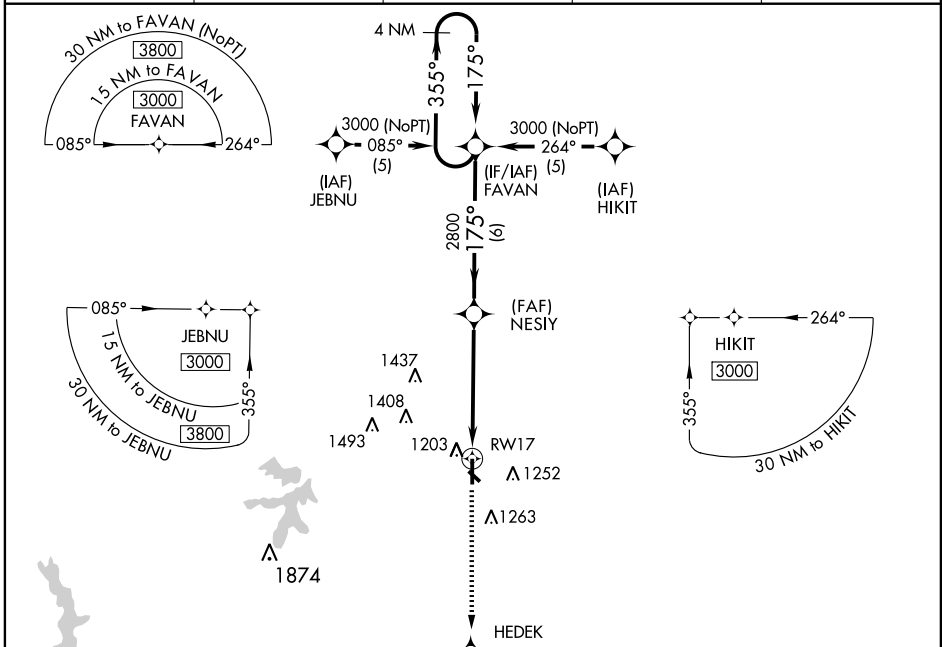 30 NM to FAVAN (NoPT)
3800
15 NM to FAVAN
3000
FAVAN
085°
264°
4 NM
355°
175°
3000 (NoPT)
085°
(5)
3000 (NoPT)
264°
(5)
(IAF)
JEBNU
(IF/IAF)
FAVAN
(IAF)
HIKIT
2800
175°
(6)
(FAF)
NESIY
085°
JEBNU
3000
15 NM to JEBNU
355°
3800
30 NM to JEBNU
264°
HIKIT
3000
355°
30 NM to HIKIT
1437
1408
1493
1203
RW17
1252
1263
1874
HEDEK